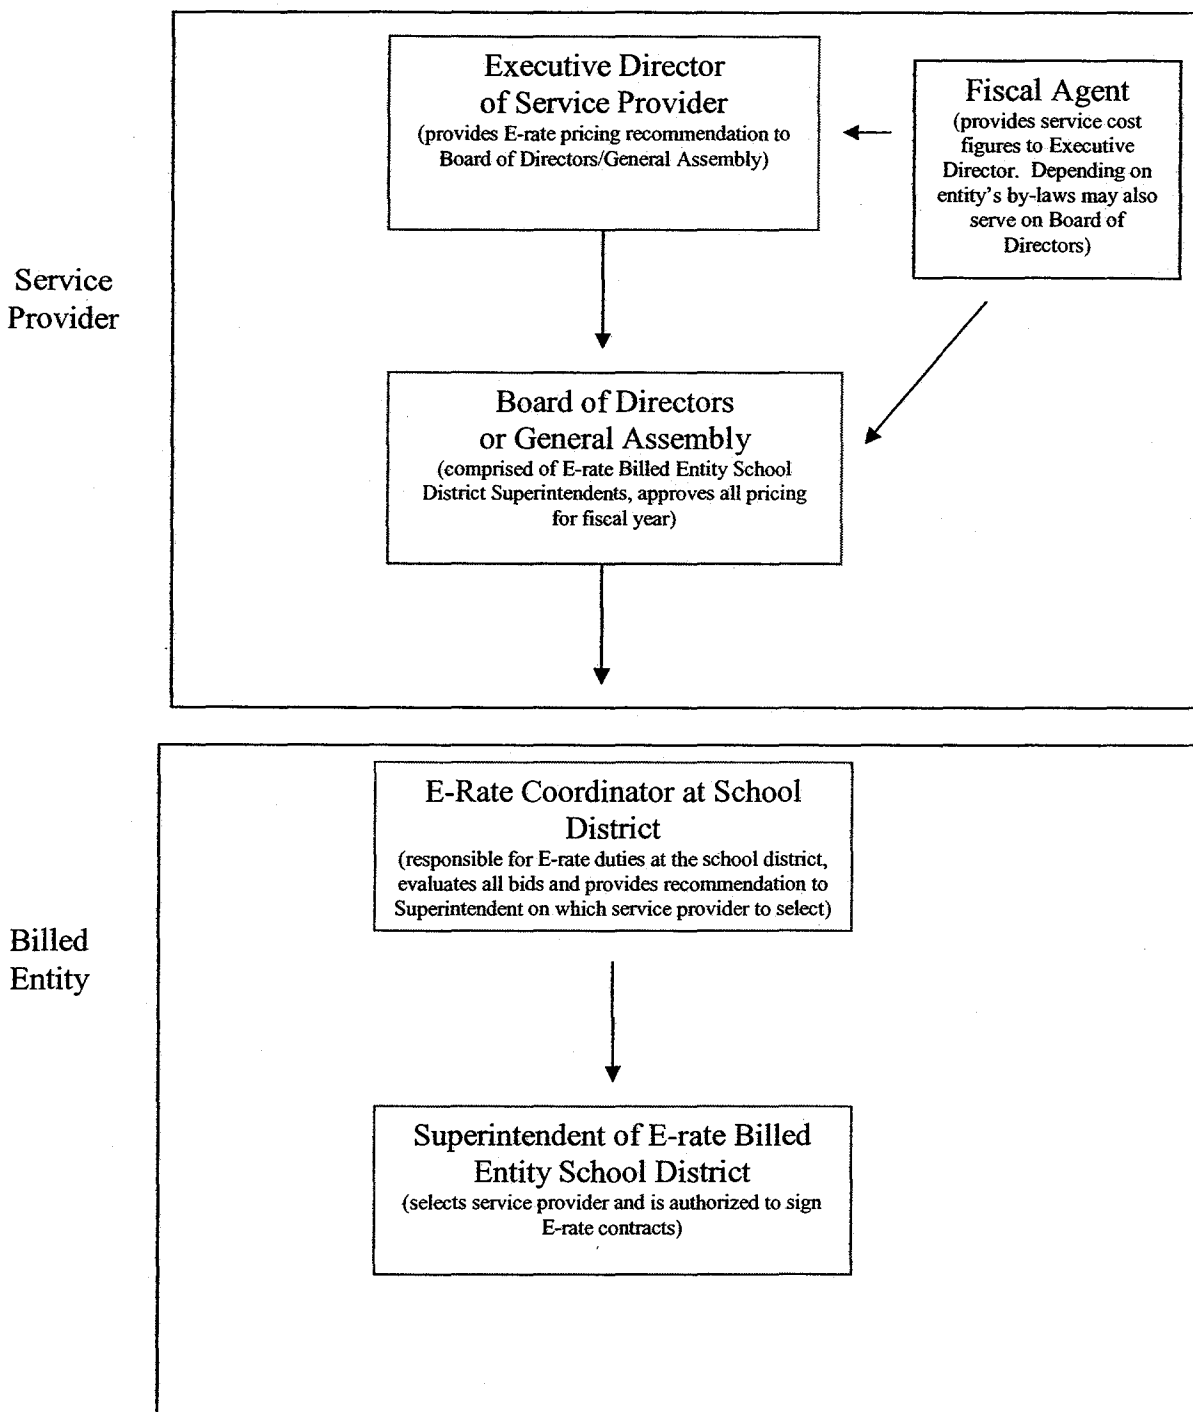 Executive Director
of Service Provider
(provides E-rate pricing recommendation to
Board of Directors/General Assembly)
Fiscal Agent
(provides service cost
figures to Executive
Director. Depending on
entity's by-laws may also
serve on Board of
Directors)
Service
Provider
Board of Directors
or General Assembly
(comprised of E-rate Billed Entity School
District Superintendents, approves all pricing
for fiscal year)
E-Rate Coordinator at School
District
(responsible for E-rate duties at the school district,
evaluates all bids and provides recommendation to
Superintendent on which service provider to select)
Billed
Entity
Superintendent of E-rate Billed
Entity School District
(selects service provider and is authorized to sign
E-rate contracts)